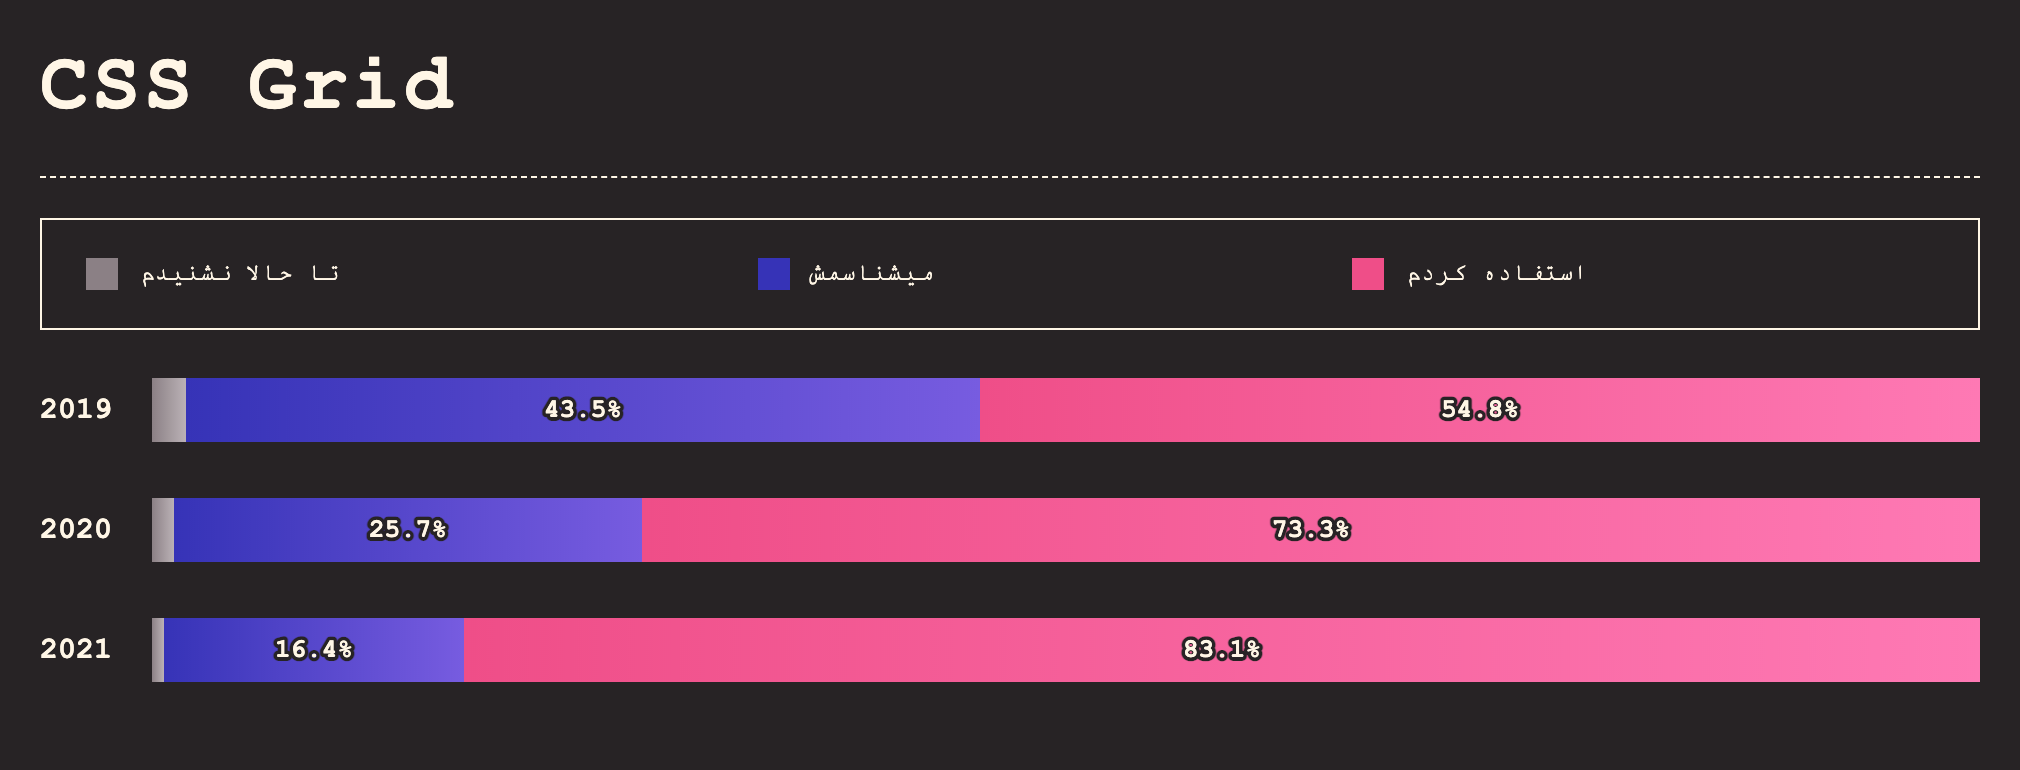 CSS Grid
تا حالا نشنیدم
میشناسمش
استفاده کردم
2019 43.5% 54.8%
2020 25.7% 73.3%
2021 16.4% 83.1%